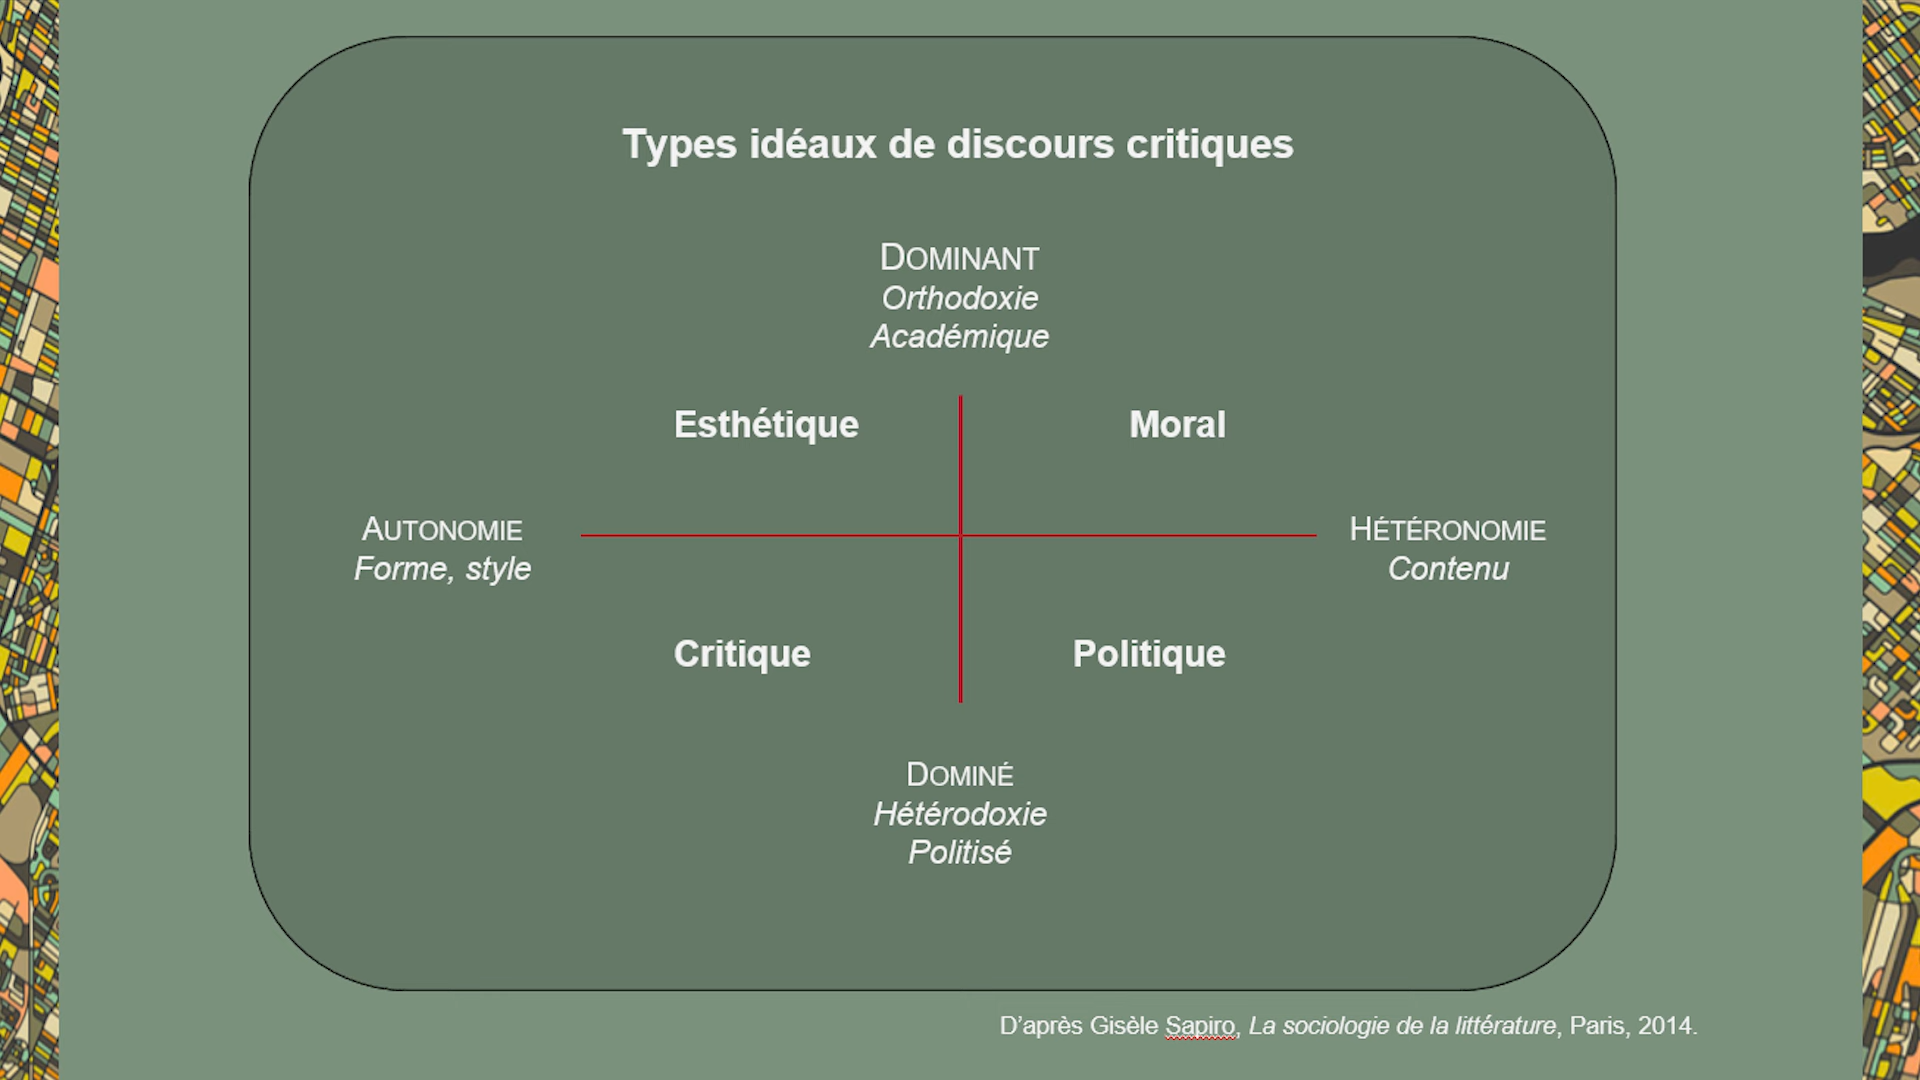 Types idéaux de discours critiques
DOMINANT
Orthodoxie
Académique
Esthétique Moral
AUTONOMIE
Forme, style
HÉTÉRONOMIE
Contenu
Critique Politique
DOMINÉ
Hétérodoxie
Politisé
D’après Gisèle Sapiro, La sociologie de la littérature, Paris, 2014.